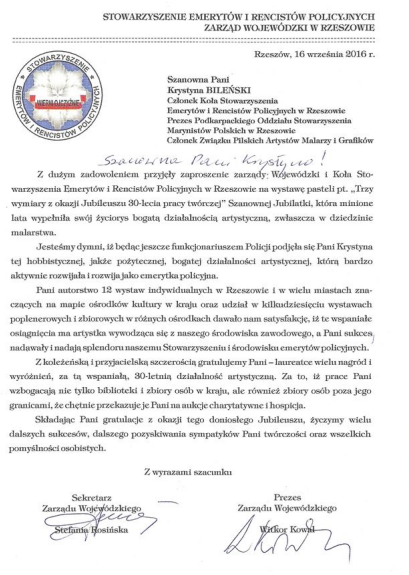 STOWARZYSZENIE EMERYTÓW I RENCISTÓW POLICYJNYCH
ZARZĄD WOJEWÓDZKI W RZESZOWIE
Rzeszów, 16 września 2016 r.
STOWARZYSZENIE
EMERYTÓW I RENCISTÓW POLICYJNYCH
Szanowna Pani
Krystyna BILEŃSKI
Członek Koła Stowarzyszenia
Emerytów i Rencistów Policyjnych w Rzeszowie
Prezes Podkarpackiego Oddziału Stowarzyszenia
Marynistów Polskich w Rzeszowie
Członek Związku Pilskich Artystów Malarzy i Grafików
Szanowna Pani Krystyno!
Z dużym zadowoleniem przyjęły zaproszenie zarządy Wojewódzki i Koła Sto-
warzyszenia Emerytów i Rencistów Policyjnych w Rzeszowie na wystawę pasteli pt. „Trzy
wymiary z okazji Jubileuszu 30-lecia pracy twórczej” Szanownej Jubilatki, która minione
lata wypełniła swój życiorys bogatą działalnością artystyczną, zwłaszcza w dziedzinie
malarstwa.
Jesteśmy dymni, iż będąc jeszcze funkcjonariuszem Policji podjęła się Pani Krystyna
tej hobbistycznej, jakże pożytecznej, bogatej działalności artystycznej, którą bardzo
aktywnie rozwijała i rozwija jako emerytka policyjna.
Pani autorstwo 12 wystaw indywidualnych w Rzeszowie i w wielu miastach zna-
czących na mapie ośrodków kultury w kraju oraz udział w kilkudziesięciu wystawach
poplenerowych i zbiorowych w różnych ośrodkach dawało nam satysfakcję, iż te wspaniałe
osiągnięcia ma artystka wywodząca się z naszego środowiska zawodowego, a Pani sukces
nadawały i nadają splendoru naszemu Stowarzyszeniu i środowisku emerytów policyjnych.
Z koleżeńską i przyjacielską szczerością gratulujemy Pani – laureatce wielu nagród i
wyróżnień, za tą wspaniałą, 30-letnią działalność artystyczną. Za to, iż prace Pani
wzbogacają nie tylko biblioteki i zbiory osób w kraju, ale również zbiory osób poza jego
granicami, że chętnie przekazuje je Pani na aukcje charytatywne i hospicja.
Składając Pani gratulacje z okazji tego doniosłego Jubileuszu, życzymy wielu
dalszych sukcesów, dalszego pozyskiwania sympatyków Pani twórczości oraz wszelkich
pomyślności osobistych.
Z wyrazami szacunku
Sekretarz
Zarządu Wojewódzkiego
Stefania Rosińska
Prezes
Zarządu Wojewódzkiego
Witkor Kowal